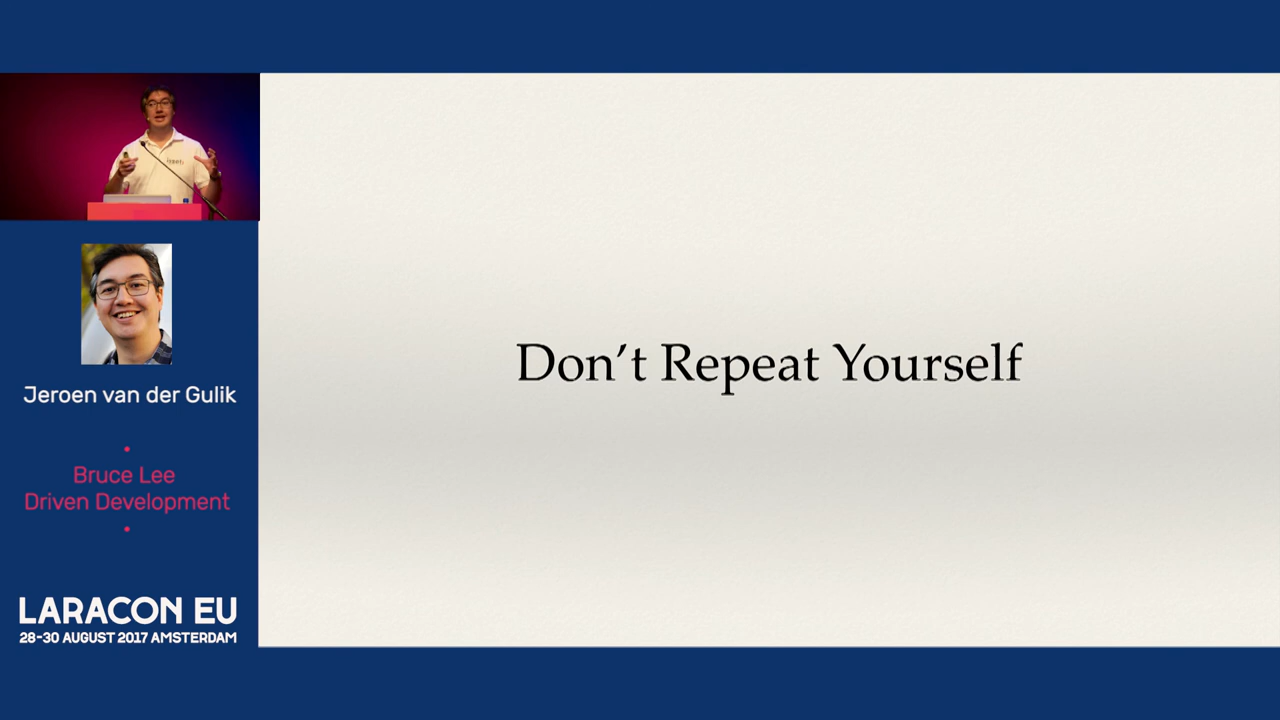 Don’t Repeat Yourself
Jeroen van der Gulik
Bruce Lee
Driven Development
LARACON EU
28-30 AUGUST 2017 AMSTERDAM